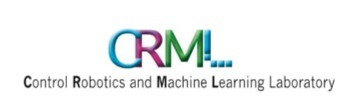 CRML...
Control Robotics and Machine Learning Laboratory